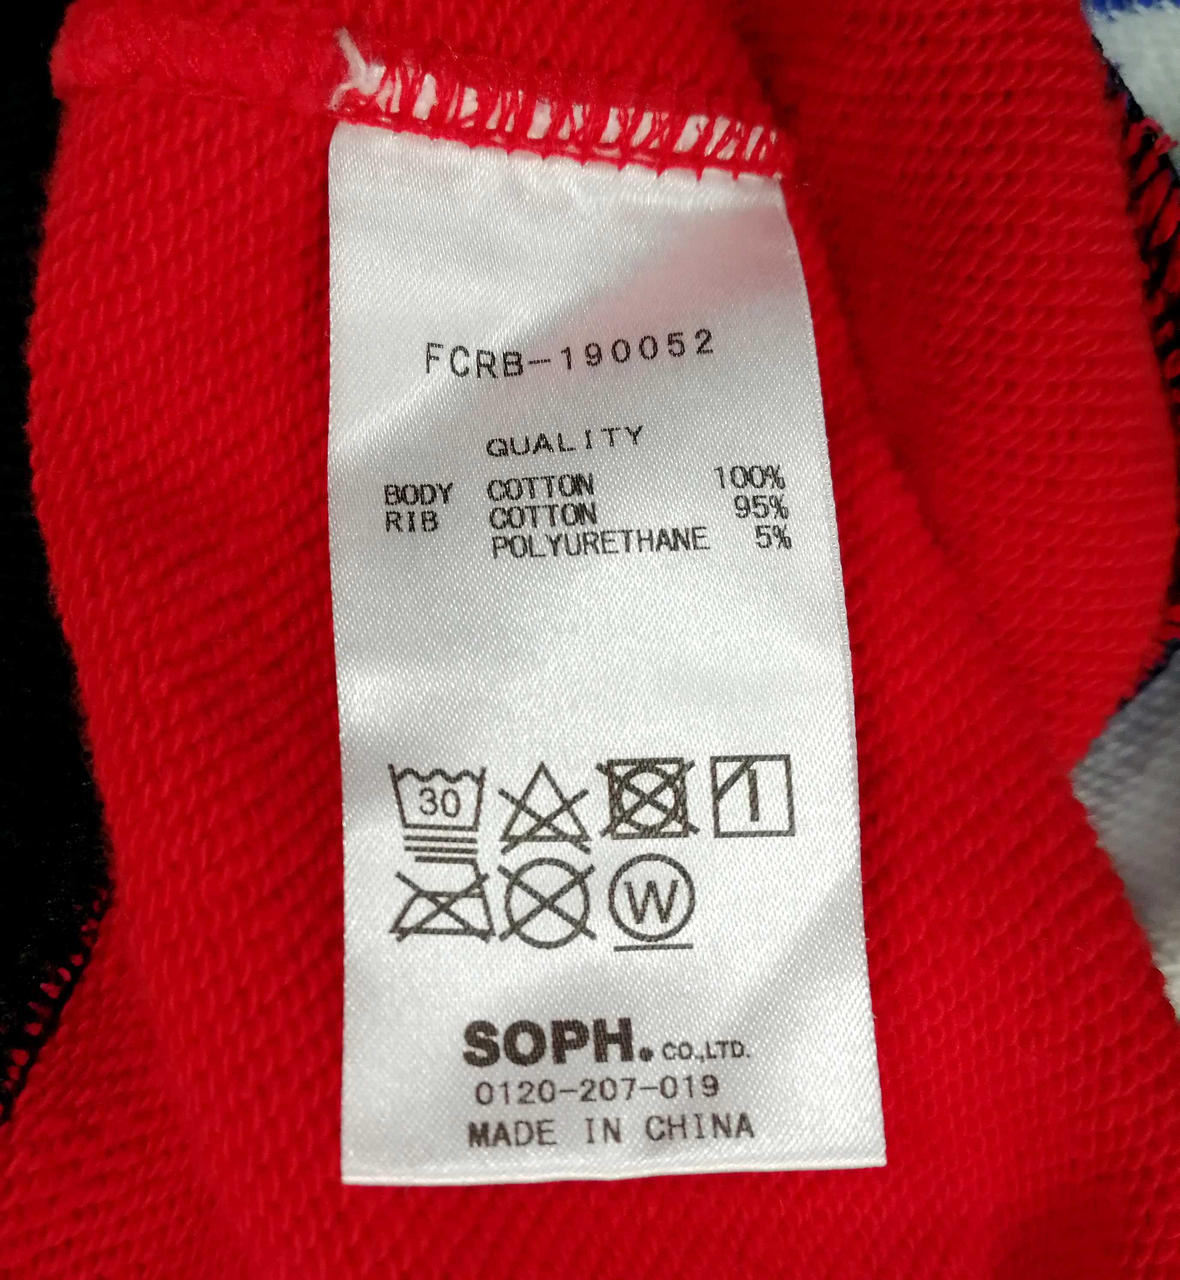 FCRB-190052
QUALITY
BODY COTTON 100%
RIB COTTON 95%
POLYURETHANE 5%
30
W
SOPH. CO.,LTD.
0120-207-019
MADE IN CHINA